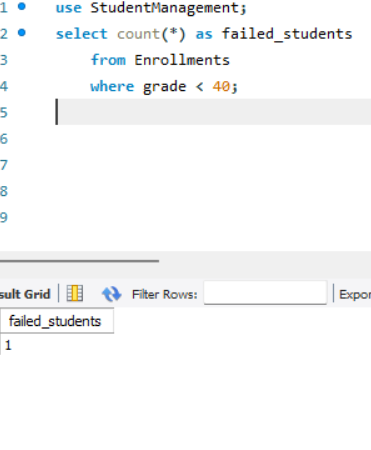 1 use StudentManagement;
2 select count(*) as failed_students
3 from Enrollments
4 where grade < 40;
5
6
7
8
9
sult Grid Filter Rows: Expor
failed_students
1